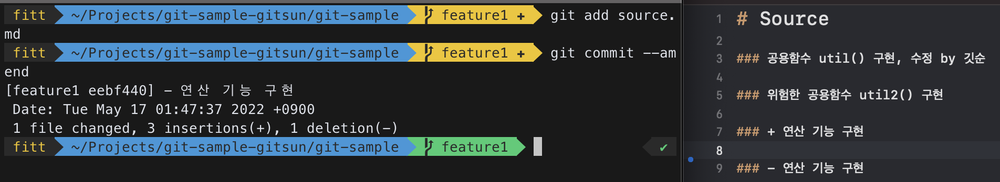 fitt ~/Projects/git-sample-gitsun/git-sample feature1 + git add source.
md
fitt ~/Projects/git-sample-gitsun/git-sample feature1 + git commit --am
end
[feature1 eebf440] - 연산 기능 구현
Date: Tue May 17 01:47:37 2022 +0900
1 file changed, 3 insertions(+), 1 deletion(-)
fitt ~/Projects/git-sample-gitsun/git-sample feature1 ✔
1 # Source
2
3 ### 공용함수 util() 구현, 수정 by 깃순
4
5 ### 위험한 공용함수 util2() 구현
6
7 ### + 연산 기능 구현
8
9 ### - 연산 기능 구현